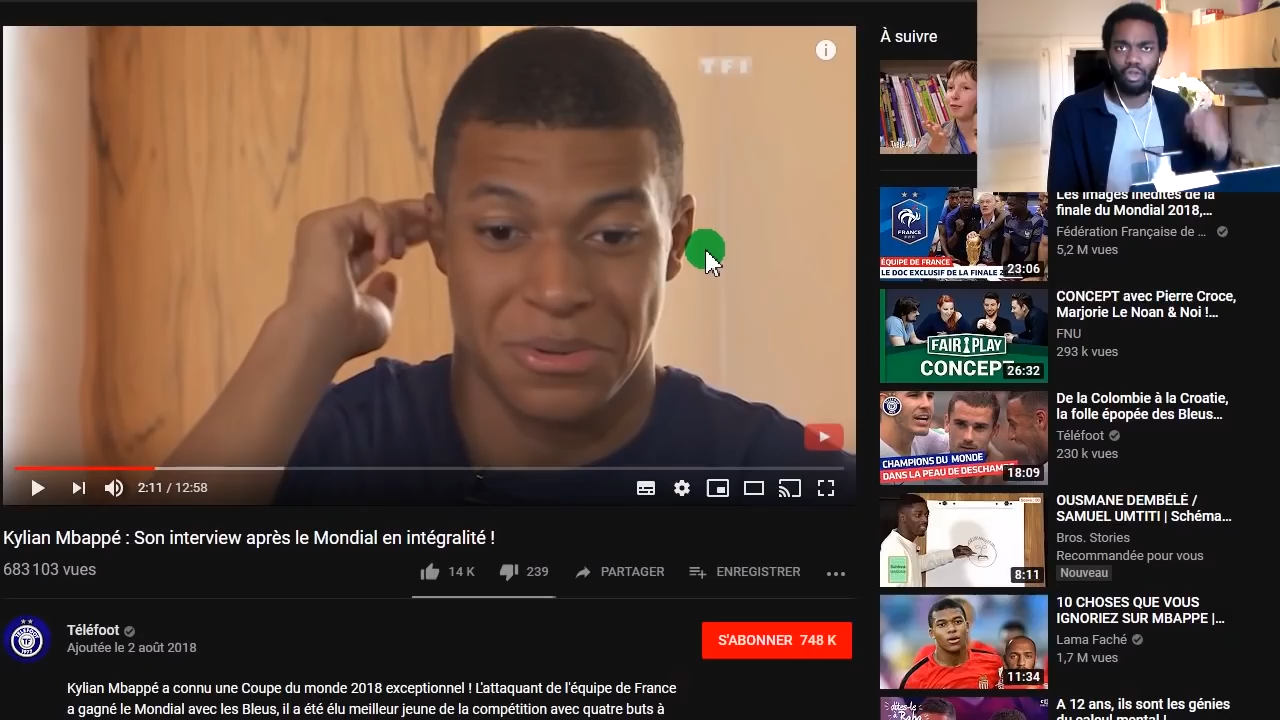 TF1
2:11 / 12:58
Kylian Mbappé : Son interview après le Mondial en intégralité !
683 103 vues
14 K
239
PARTAGER
ENREGISTRER
Téléfoot
Ajoutée le 2 août 2018
S'ABONNER 748 K
Kylian Mbappé a connu une Coupe du monde 2018 exceptionnel ! L'attaquant de l'équipe de France
a gagné le Mondial avec les Bleus, il a été élu meilleur jeune de la compétition avec quatre buts à
À suivre
FRANCE
ÉQUIPE DE FRANCE
LE DOC EXCLUSIF DE LA FINALE 2
23:06
Les images inédites de la
finale du Mondial 2018,...
Fédération Française de ...
5,2 M vues
FAIR PLAY
CONCEPT
26:32
CONCEPT avec Pierre Croce,
Marjorie Le Noan & Noi !...
FNU
293 k vues
CHAMPIONS DU MONDE
DANS LA PEAU DE DESCHAM
18:09
De la Colombie à la Croatie,
la folle épopée des Bleus...
Téléfoot
230 k vues
8:11
OUSMANE DEMBÉLÉ /
SAMUEL UMTITI | Schéma...
Bros. Stories
Recommandée pour vous
Nouveau
11:34
10 CHOSES QUE VOUS
IGNORIEZ SUR MBAPPE |...
Lama Faché
1,7 M vues
A 12 ans, ils sont les génies
du calcul mental !